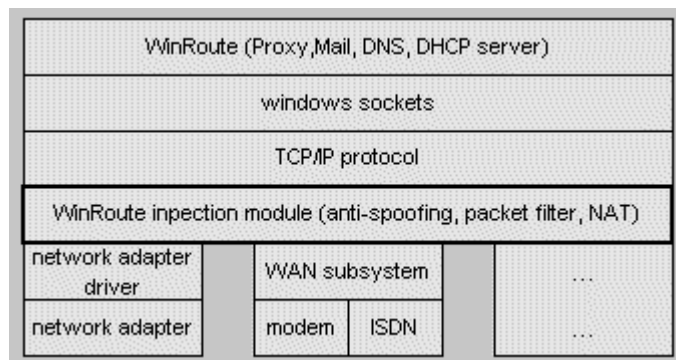 WinRoute (Proxy,Mail, DNS, DHCP server)
windows sockets
TCP/IP protocol
WinRoute inpection module (anti-spoofing, packet filter, NAT)
network adapter
driver
WAN subsystem
...
network adapter
modem
ISDN
...